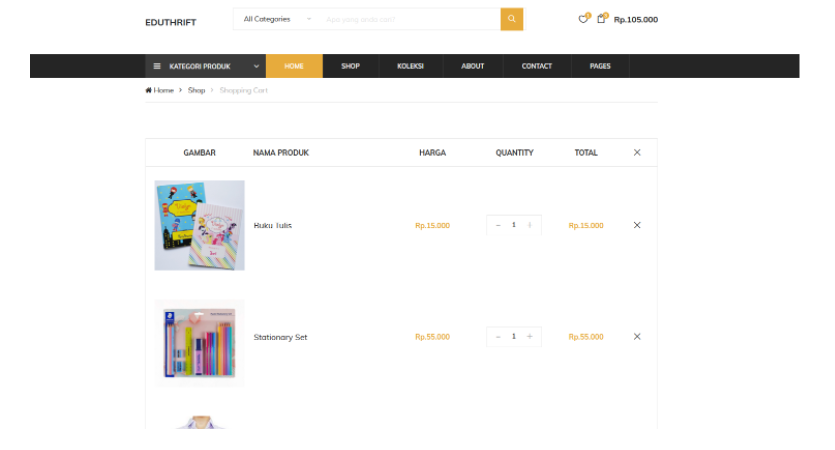 EDUTHRIFT
All Categories
Apa yang anda cari?
Rp.105.000
KATEGORI PRODUK
HOME
SHOP
KOLEKSI
ABOUT
CONTACT
PAGES
Home > Shop > Shopping Cart
GAMBAR NAMA PRODUK HARGA QUANTITY TOTAL ×
Buku Tulis Rp.15.000 - 1 + Rp.15.000 ×
Stationary Set Rp.55.000 - 1 + Rp.55.000 ×